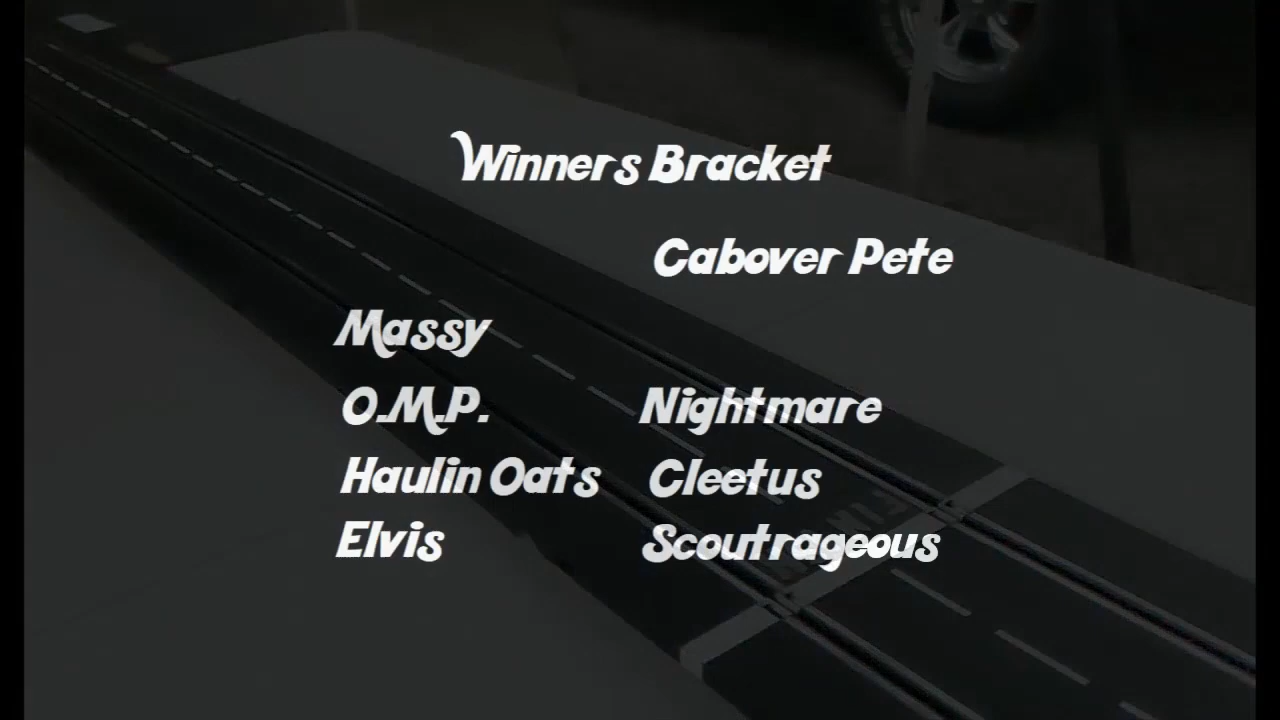 Winners Bracket
Cabover Pete
Massy
O.M.P. Nightmare
Haulin Oats Cleetus
Elvis Scoutrageous